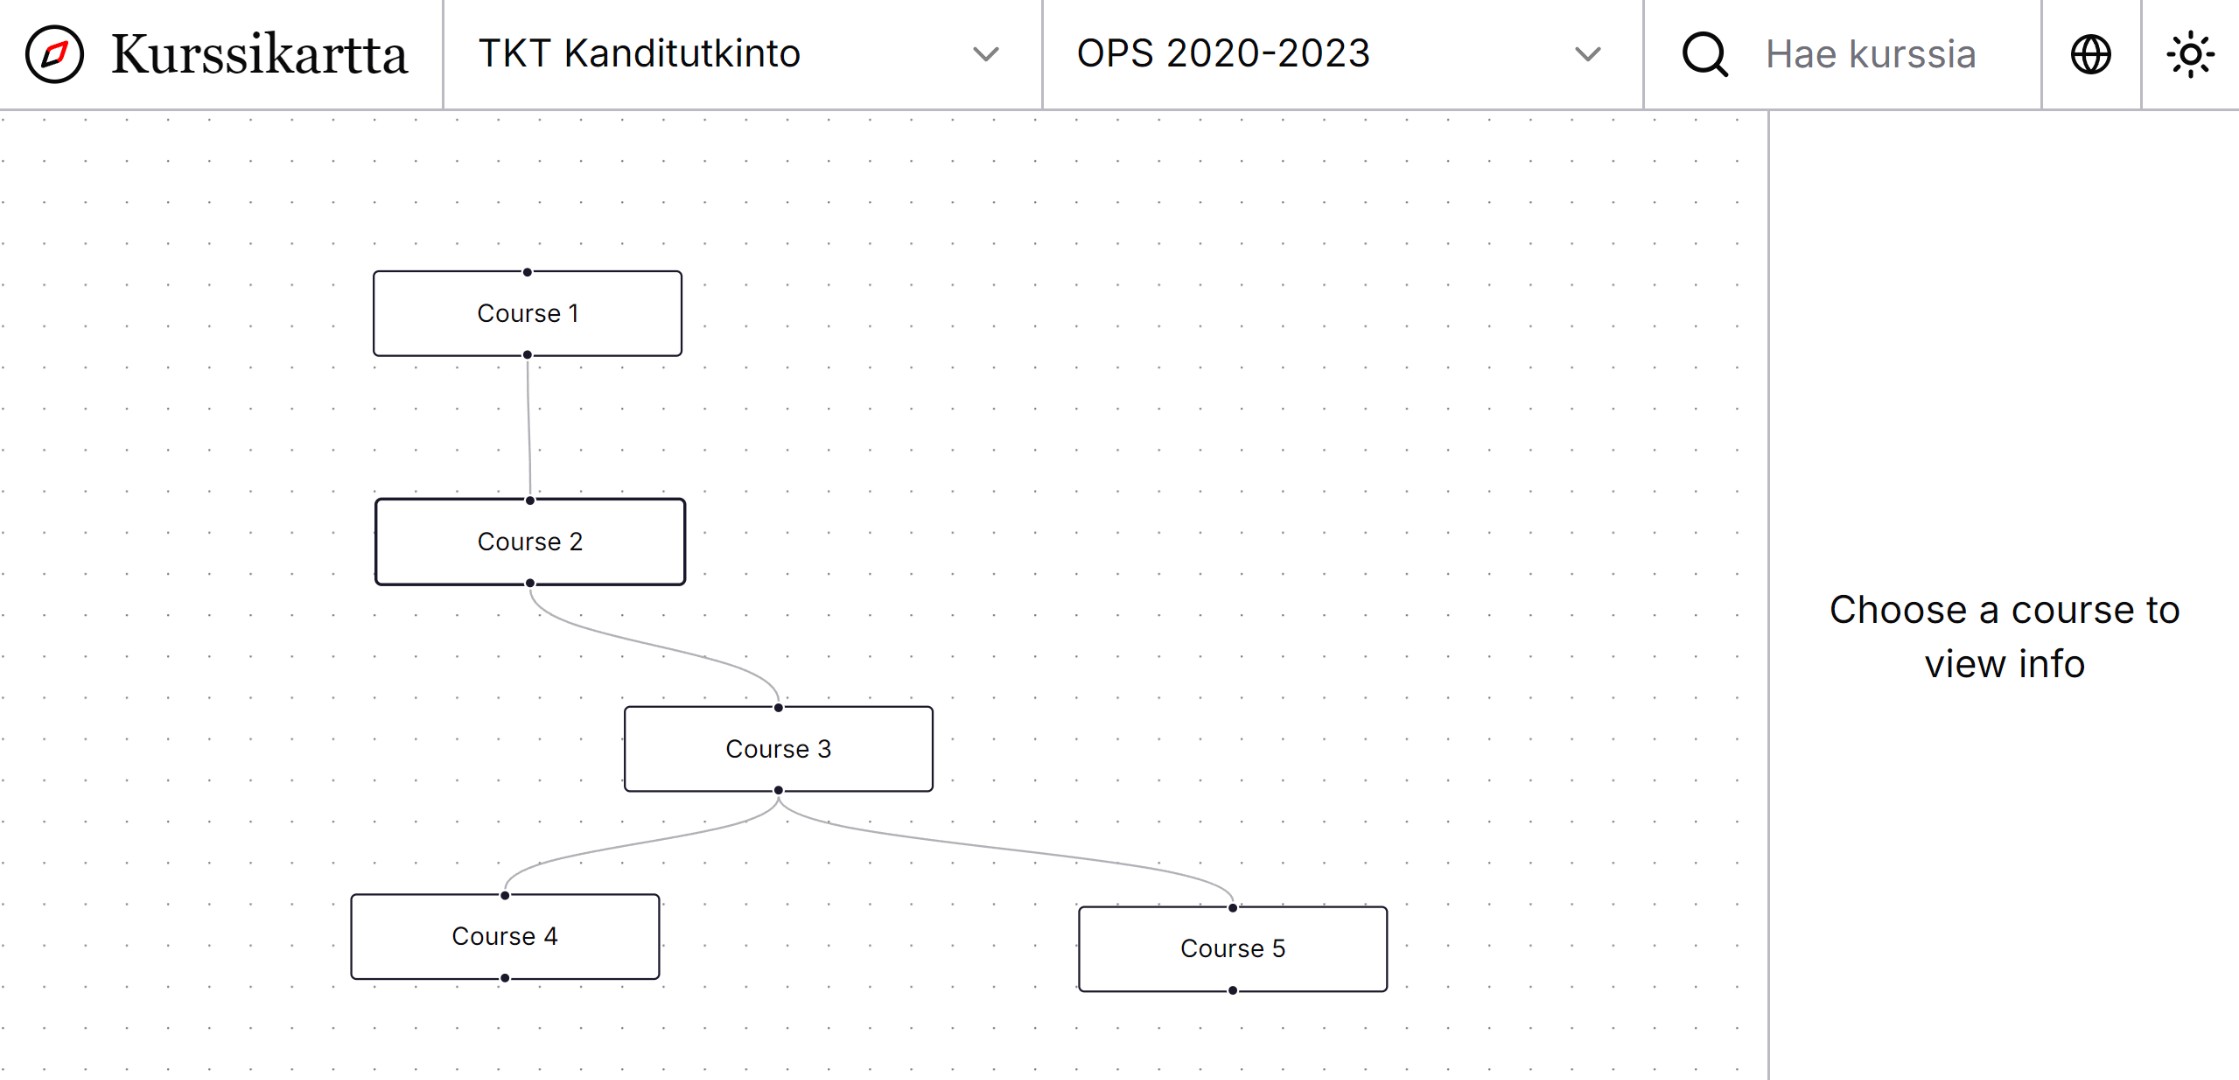 Kurssikartta
TKT Kanditutkinto
OPS 2020-2023
Hae kurssia
Course 1
Course 2
Course 3
Course 4
Course 5
Choose a course to
view info